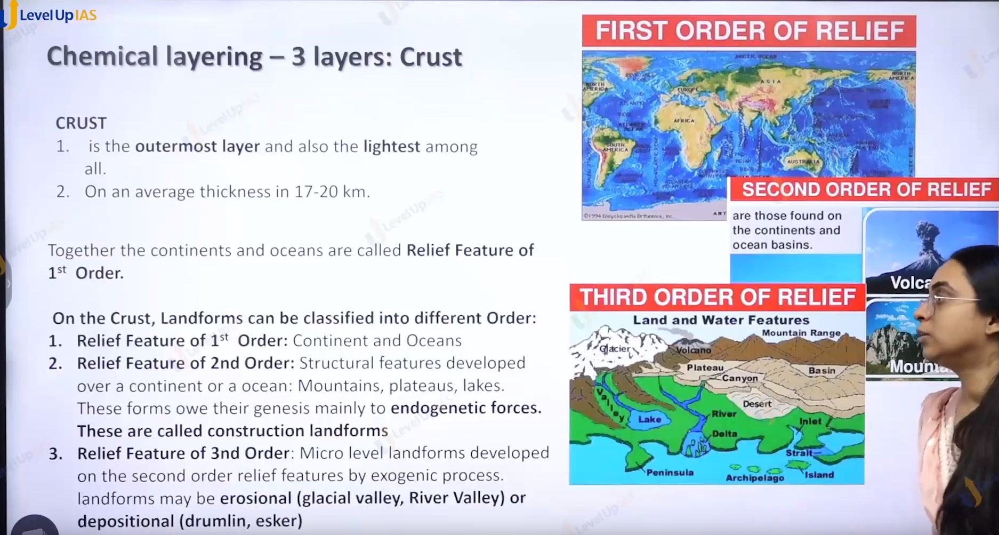 Level Up IAS
Chemical layering – 3 layers: Crust
CRUST
1. is the outermost layer and also the lightest among
all.
2. On an average thickness in 17-20 km.
Together the continents and oceans are called Relief Feature of
1st Order.
On the Crust, Landforms can be classified into different Order:
1. Relief Feature of 1st Order: Continent and Oceans
2. Relief Feature of 2nd Order: Structural features developed
over a continent or a ocean: Mountains, plateaus, lakes.
These forms owe their genesis mainly to endogenetic forces.
These are called construction landforms
3. Relief Feature of 3nd Order: Micro level landforms developed
on the second order relief features by exogenic process.
landforms may be erosional (glacial valley, River Valley) or
depositional (drumlin, esker)
FIRST ORDER OF RELIEF
ARCTIC OCEAN
NORTH
AMERICA
EUROPE
ASIA
NORTH
AMERICA
AFRICA
SOUTH
AMERICA
AUSTRALIA
©1994 Encyclopaedia Britannica, Inc.
ANT
SECOND ORDER OF RELIEF
are those found on
the continents and
ocean basins.
Volca
Mounta
THIRD ORDER OF RELIEF
Land and Water Features
Mountain Range
Glacier
Volcano
Plateau
Basin
Canyon
Valley
Desert
River
Lake
Inlet
Delta
Strait
Peninsula
Archipelago
Island